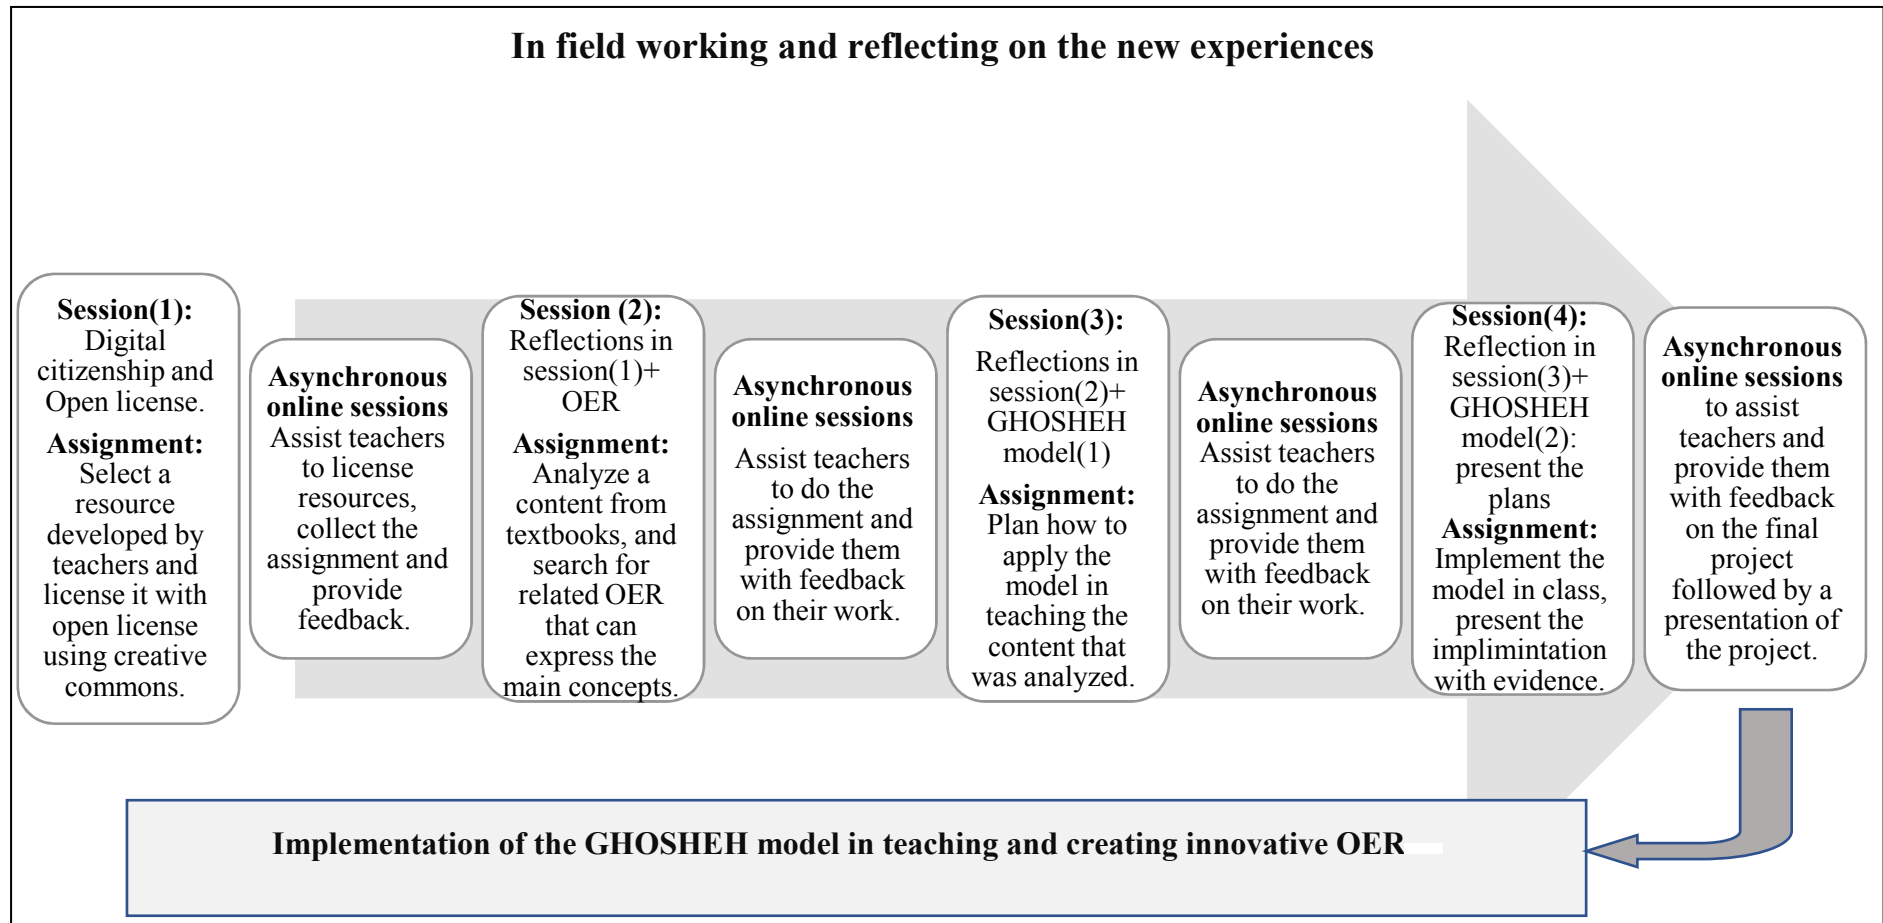 In field working and reflecting on the new experiences
Session(1):
Digital
citizenship and
Open license.
Assignment:
Select a
resource
developed by
teachers and
license it with
open license
using creative
commons.
Asynchronous
online sessions
Assist teachers
to license
resources,
collect the
assignment and
provide
feedback.
Session (2):
Reflections in
session(1)+
OER
Assignment:
Analyze a
content from
textbooks, and
search for
related OER
that can
express the
main concepts.
Asynchronous
online sessions
Assist teachers
to do the
assignment and
provide them
with feedback
on their work.
Session(3):
Reflections in
session(2)+
GHOSHEH
model(1)
Assignment:
Plan how to
apply the
model in
teaching the
content that
was analyzed.
Asynchronous
online sessions
Assist teachers
to do the
assignment and
provide them
with feedback
on their work.
Session(4):
Reflection in
session(3)+
GHOSHEH
model(2):
present the
plans
Assignment:
Implement the
model in class,
present the
implimintation
with evidence.
Asynchronous
online sessions
to assist
teachers and
provide them
with feedback
on the final
project
followed by a
presentation of
the project.
Implementation of the GHOSHEH model in teaching and creating innovative OER